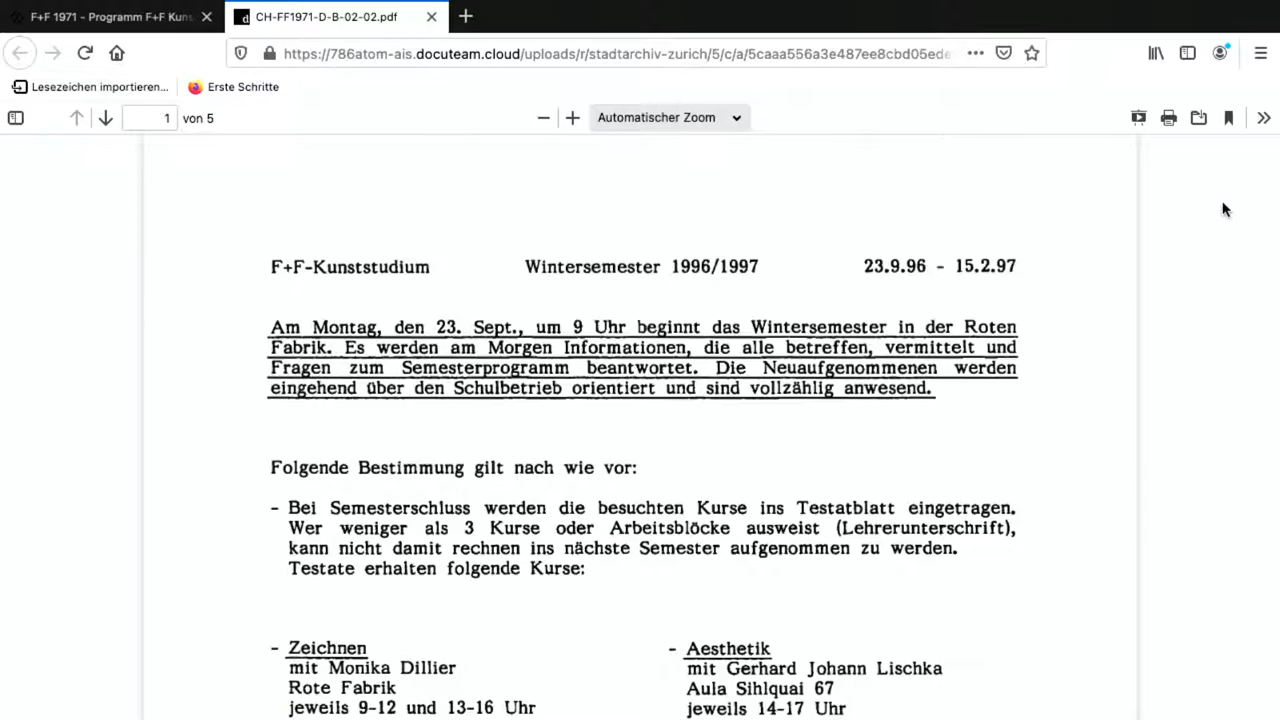 F+F 1971 - Programm F+F Kuns
CH-FF1971-D-B-02-02.pdf
https://786atom-ais.docuteam.cloud/uploads/r/stadtarchiv-zurich/5/c/a/5caaa556a3e487ee8cbd05ede
Lesezeichen importieren... Erste Schritte
1 von 5 Automatischer Zoom
F+F-Kunststudium Wintersemester 1996/1997 23.9.96 - 15.2.97
Am Montag, den 23. Sept., um 9 Uhr beginnt das Wintersemester in der Roten
Fabrik. Es werden am Morgen Informationen, die alle betreffen, vermittelt und
Fragen zum Semesterprogramm beantwortet. Die Neuaufgenommenen werden
eingehend über den Schulbetrieb orientiert und sind vollzählig anwesend.
Folgende Bestimmung gilt nach wie vor:
- Bei Semesterschluss werden die besuchten Kurse ins Testatblatt eingetragen.
Wer weniger als 3 Kurse oder Arbeitsblöcke ausweist (Lehrerunterschrift),
kann nicht damit rechnen ins nächste Semester aufgenommen zu werden.
Testate erhalten folgende Kurse:
- Zeichnen
mit Monika Dillier
Rote Fabrik
jeweils 9-12 und 13-16 Uhr
- Aesthetik
mit Gerhard Johann Lischka
Aula Sihlquai 67
jeweils 14-17 Uhr